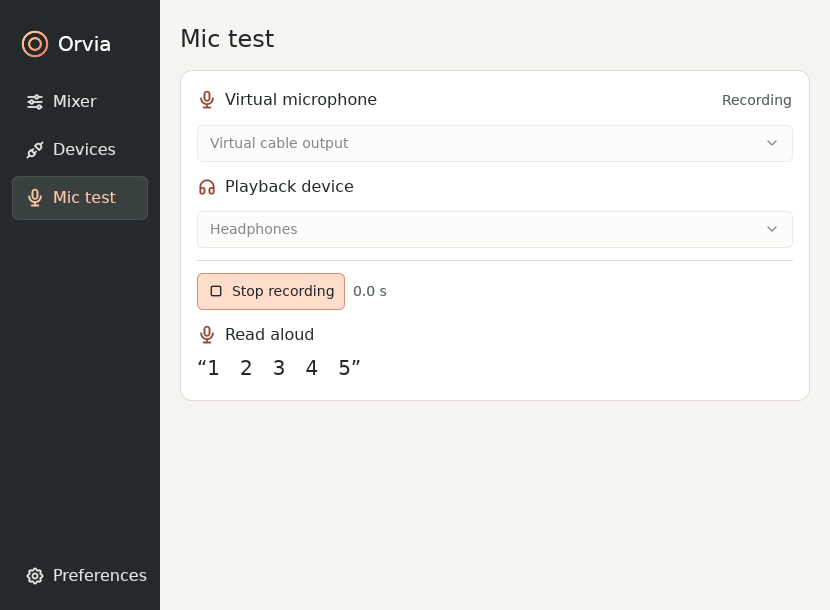 Orvia
Mixer
Devices
Mic test
Preferences
Mic test
Virtual microphone
Recording
Virtual cable output
Playback device
Headphones
Stop recording
0.0 s
Read aloud
“1 2 3 4 5”